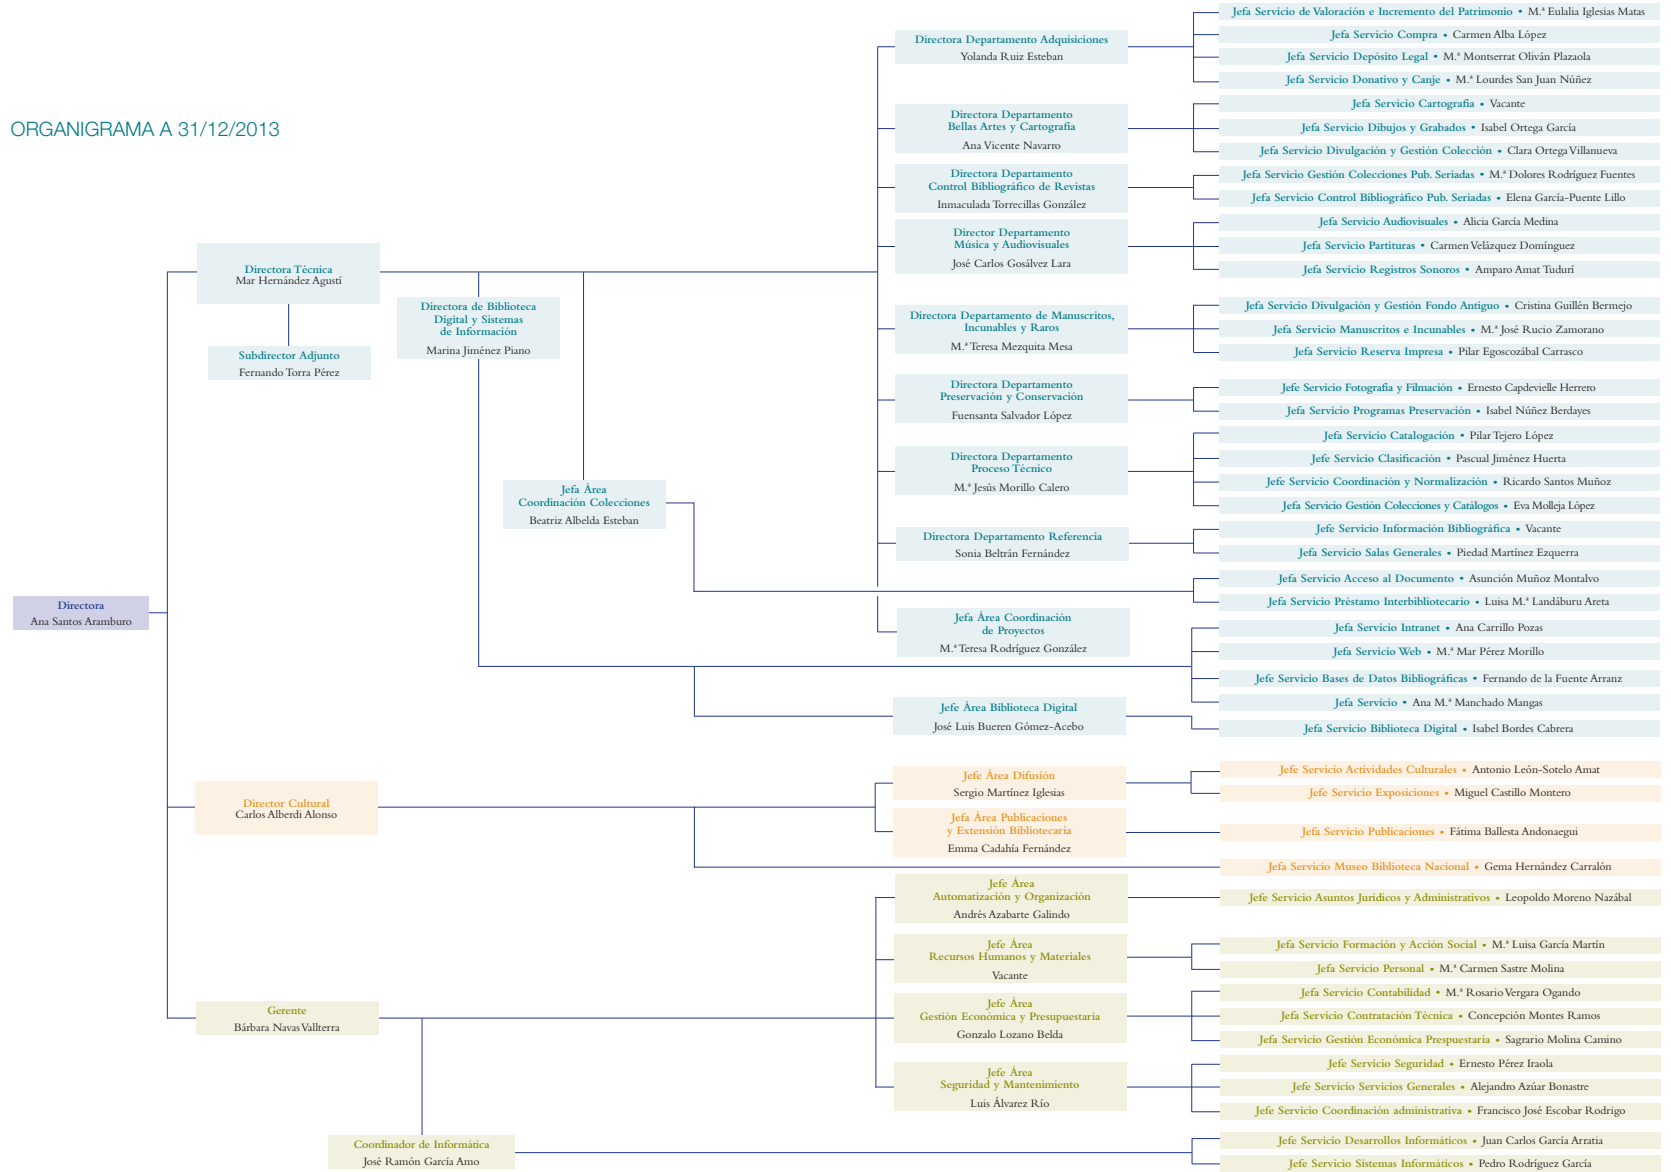 ORGANIGRAMA A 31/12/2013
Directora
Ana Santos Aramburo
Directora Técnica
Mar Hernández Agustí
Subdirector Adjunto
Fernando Torra Pérez
Directora de Biblioteca
Digital y Sistemas
de Información
Marina Jiménez Piano
Jefa Área
Coordinación Colecciones
Beatriz Albelda Esteban
Directora Departamento Adquisiciones
Yolanda Ruiz Esteban
Jefa Servicio de Valoración e Incremento del Patrimonio • M.ª Eulalia Iglesias Matas
Jefa Servicio Compra • Carmen Alba López
Jefa Servicio Depósito Legal • M.ª Montserrat Oliván Plazaola
Jefa Servicio Donativo y Canje • M.ª Lourdes San Juan Núñez
Directora Departamento
Bellas Artes y Cartografía
Ana Vicente Navarro
Jefa Servicio Cartografía • Vacante
Jefa Servicio Dibujos y Grabados • Isabel Ortega García
Jefa Servicio Divulgación y Gestión Colección • Clara Ortega Villanueva
Directora Departamento
Control Bibliográfico de Revistas
Inmaculada Torrecillas González
Jefa Servicio Gestión Colecciones Pub. Seriadas • M.ª Dolores Rodríguez Fuentes
Jefa Servicio Control Bibliográfico Pub. Seriadas • Elena García-Puente Lillo
Director Departamento
Música y Audiovisuales
José Carlos Gosálvez Lara
Jefa Servicio Audiovisuales • Alicia García Medina
Jefa Servicio Partituras • Carmen Velázquez Domínguez
Jefa Servicio Registros Sonoros • Amparo Amat Tudurí
Directora Departamento de Manuscritos,
Incunables y Raros
M.ª Teresa Mezquita Mesa
Jefa Servicio Divulgación y Gestión Fondo Antiguo • Cristina Guillén Bermejo
Jefa Servicio Manuscritos e Incunables • M.ª José Rucio Zamorano
Jefa Servicio Reserva Impresa • Pilar Egoscozábal Carrasco
Directora Departamento
Preservación y Conservación
Fuensanta Salvador López
Jefe Servicio Fotografía y Filmación • Ernesto Capdevielle Herrero
Jefa Servicio Programas Preservación • Isabel Núñez Berdayes
Directora Departamento
Proceso Técnico
M.ª Jesús Morillo Calero
Jefa Servicio Catalogación • Pilar Tejero López
Jefe Servicio Clasificación • Pascual Jiménez Huerta
Jefe Servicio Coordinación y Normalización • Ricardo Santos Muñoz
Jefa Servicio Gestión Colecciones y Catálogos • Eva Molleja López
Directora Departamento Referencia
Sonia Beltrán Fernández
Jefe Servicio Información Bibliográfica • Vacante
Jefa Servicio Salas Generales • Piedad Martínez Ezquerra
Jefa Servicio Acceso al Documento • Asunción Muñoz Montalvo
Jefa Servicio Préstamo Interbibliotecario • Luisa M.ª Landáburu Areta
Jefa Área Coordinación
de Proyectos
M.ª Teresa Rodríguez González
Jefa Servicio Intranet • Ana Carrillo Pozas
Jefa Servicio Web • M.ª Mar Pérez Morillo
Jefe Servicio Bases de Datos Bibliográficas • Fernando de la Fuente Arranz
Jefa Servicio • Ana M.ª Manchado Mangas
Jefe Área Biblioteca Digital
José Luis Bueren Gómez-Acebo
Jefa Servicio Biblioteca Digital • Isabel Bordes Cabrera
Director Cultural
Carlos Alberdi Alonso
Jefe Área Difusión
Sergio Martínez Iglesias
Jefe Servicio Actividades Culturales • Antonio León-Sotelo Amat
Jefe Servicio Exposiciones • Miguel Castillo Montero
Jefa Área Publicaciones
y Extensión Bibliotecaria
Emma Cadahía Fernández
Jefa Servicio Publicaciones • Fátima Ballesta Andonaegui
Jefa Servicio Museo Biblioteca Nacional • Gema Hernández Carralón
Gerente
Bárbara Navas Vallterra
Jefe Área
Automatización y Organización
Andrés Azabarte Galindo
Jefe Servicio Asuntos Jurídicos y Administrativos • Leopoldo Moreno Nazábal
Jefe Área
Recursos Humanos y Materiales
Vacante
Jefa Servicio Formación y Acción Social • M.ª Luisa García Martín
Jefa Servicio Personal • M.ª Carmen Sastre Molina
Jefe Área
Gestión Económica y Presupuestaria
Gonzalo Lozano Belda
Jefa Servicio Contabilidad • M.ª Rosario Vergara Ogando
Jefa Servicio Contratación Técnica • Concepción Montes Ramos
Jefa Servicio Gestión Económica Prespuestaria • Sagrario Molina Camino
Jefe Área
Seguridad y Mantenimiento
Luis Álvarez Río
Jefe Servicio Seguridad • Ernesto Pérez Iraola
Jefe Servicio Servicios Generales • Alejandro Azúar Bonastre
Jefe Servicio Coordinación administrativa • Francisco José Escobar Rodrigo
Coordinador de Informática
José Ramón García Amo
Jefe Servicio Desarrollos Informáticos • Juan Carlos García Arratia
Jefe Servicio Sistemas Informáticos • Pedro Rodríguez García